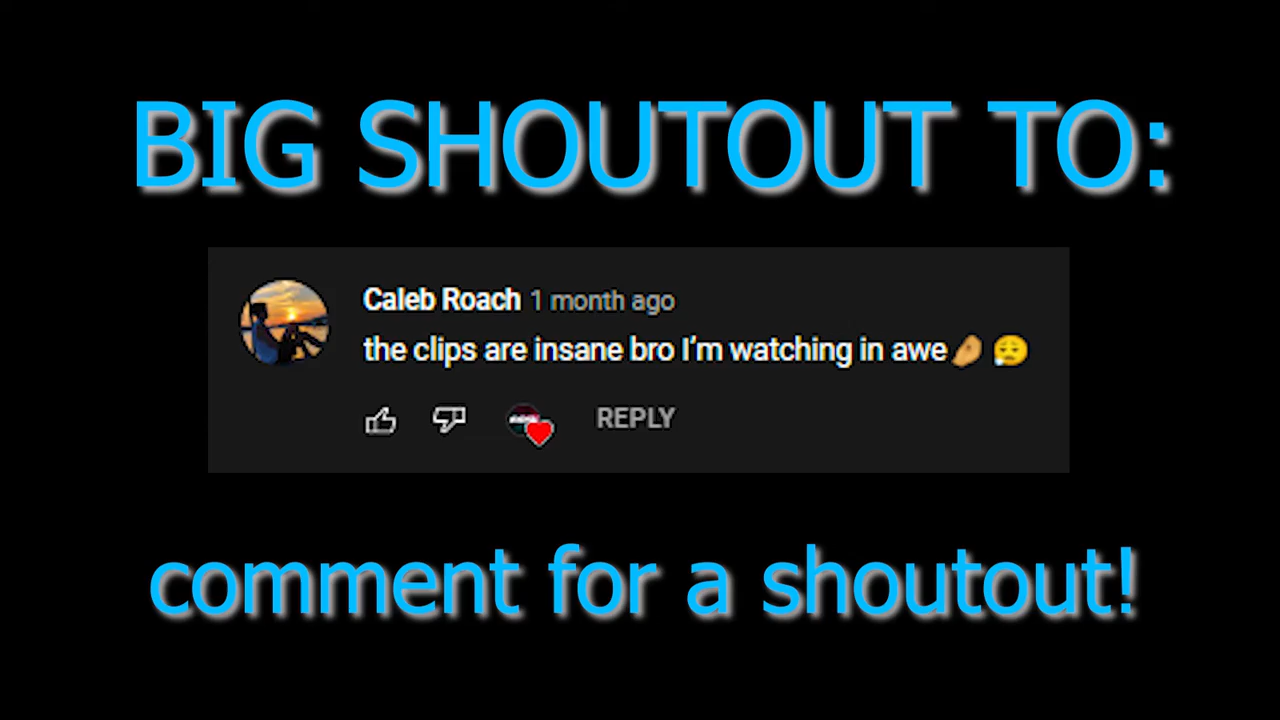 BIG SHOUTOUT TO:
Caleb Roach 1 month ago
the clips are insane bro I'm watching in awe🤌 😮‍💨
REPLY
comment for a shoutout!